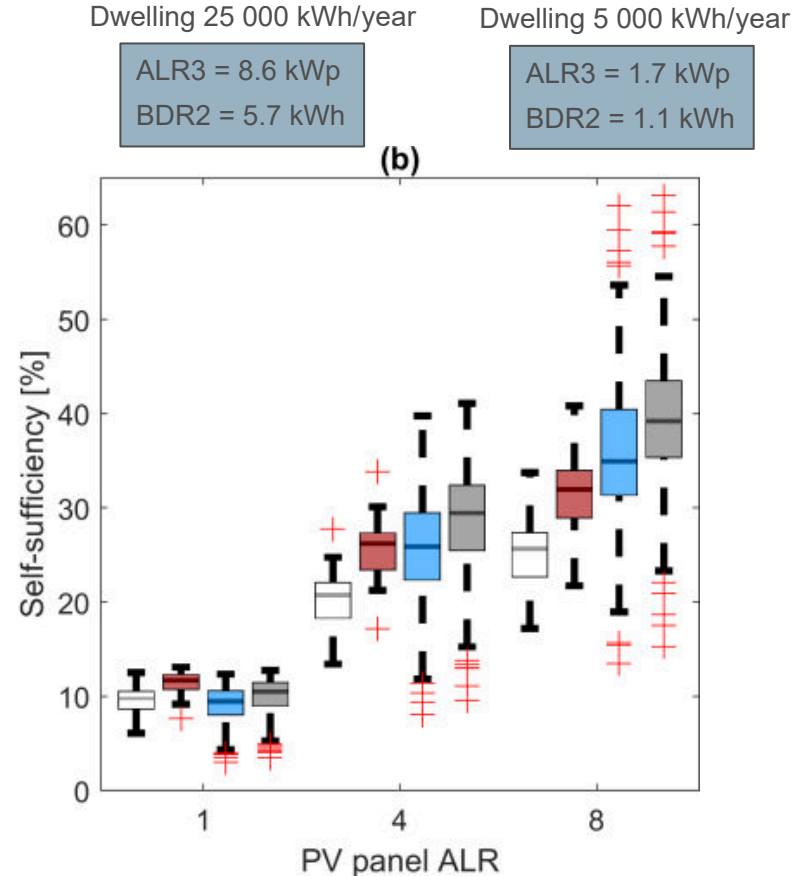 Dwelling 25 000 kWh/year
Dwelling 5 000 kWh/year
ALR3 = 8.6 kWp
BDR2 = 5.7 kWh
ALR3 = 1.7 kWp
BDR2 = 1.1 kWh
(b)
Self-sufficiency [%]
60
50
40
30
20
10
0
1
4
8
PV panel ALR